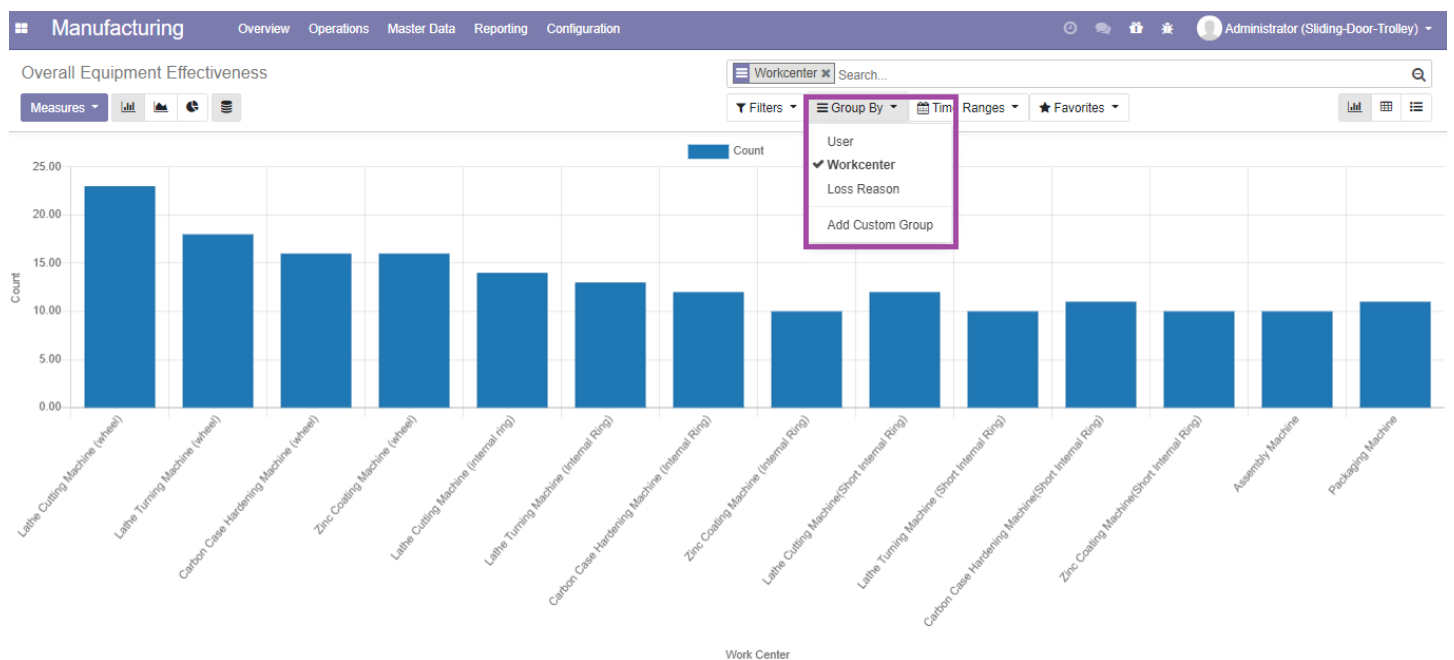 Manufacturing Overview Operations Master Data Reporting Configuration Administrator (Sliding-Door-Trolley)
Overall Equipment Effectiveness
Workcenter Search...
Measures
Filters Group By Time Ranges Favorites
User
Workcenter
Loss Reason
Add Custom Group
Count
25.00
20.00
15.00
10.00
5.00
0.00
Count
Lathe Cutting Machine (wheel)
Lathe Turning Machine (wheel)
Carbon Case Hardening Machine (wheel)
Zinc Coating Machine (wheel)
Lathe Cutting Machine (internal ring)
Lathe Turning Machine (Internal Ring)
Carbon Case Hardening Machine (Internal Ring)
Zinc Coating Machine (Internal Ring)
Lathe Cutting Machine(Short Internal Ring)
Lathe Turning Machine (Short Internal Ring)
Carbon Case Hardening Machine(Short Internal Ring)
Zinc Coating Machine(Short Internal Ring)
Assembly Machine
Packaging Machine
Work Center